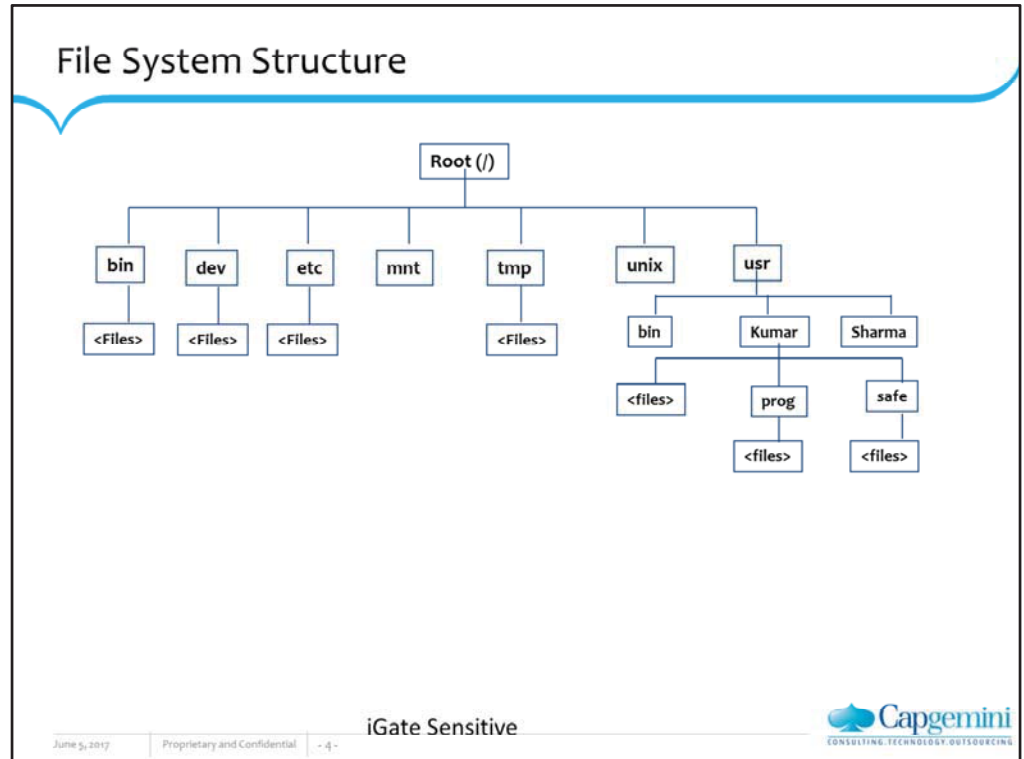 File System Structure
Root (/)
bin
dev
etc
mnt
tmp
unix
usr
<Files>
<Files>
<Files>
<Files>
bin
Kumar
Sharma
<files>
prog
safe
<files>
<files>
iGate Sensitive
June 5, 2017
Proprietary and Confidential
- 4 -
Capgemini
CONSULTING.TECHNOLOGY.OUTSOURCING